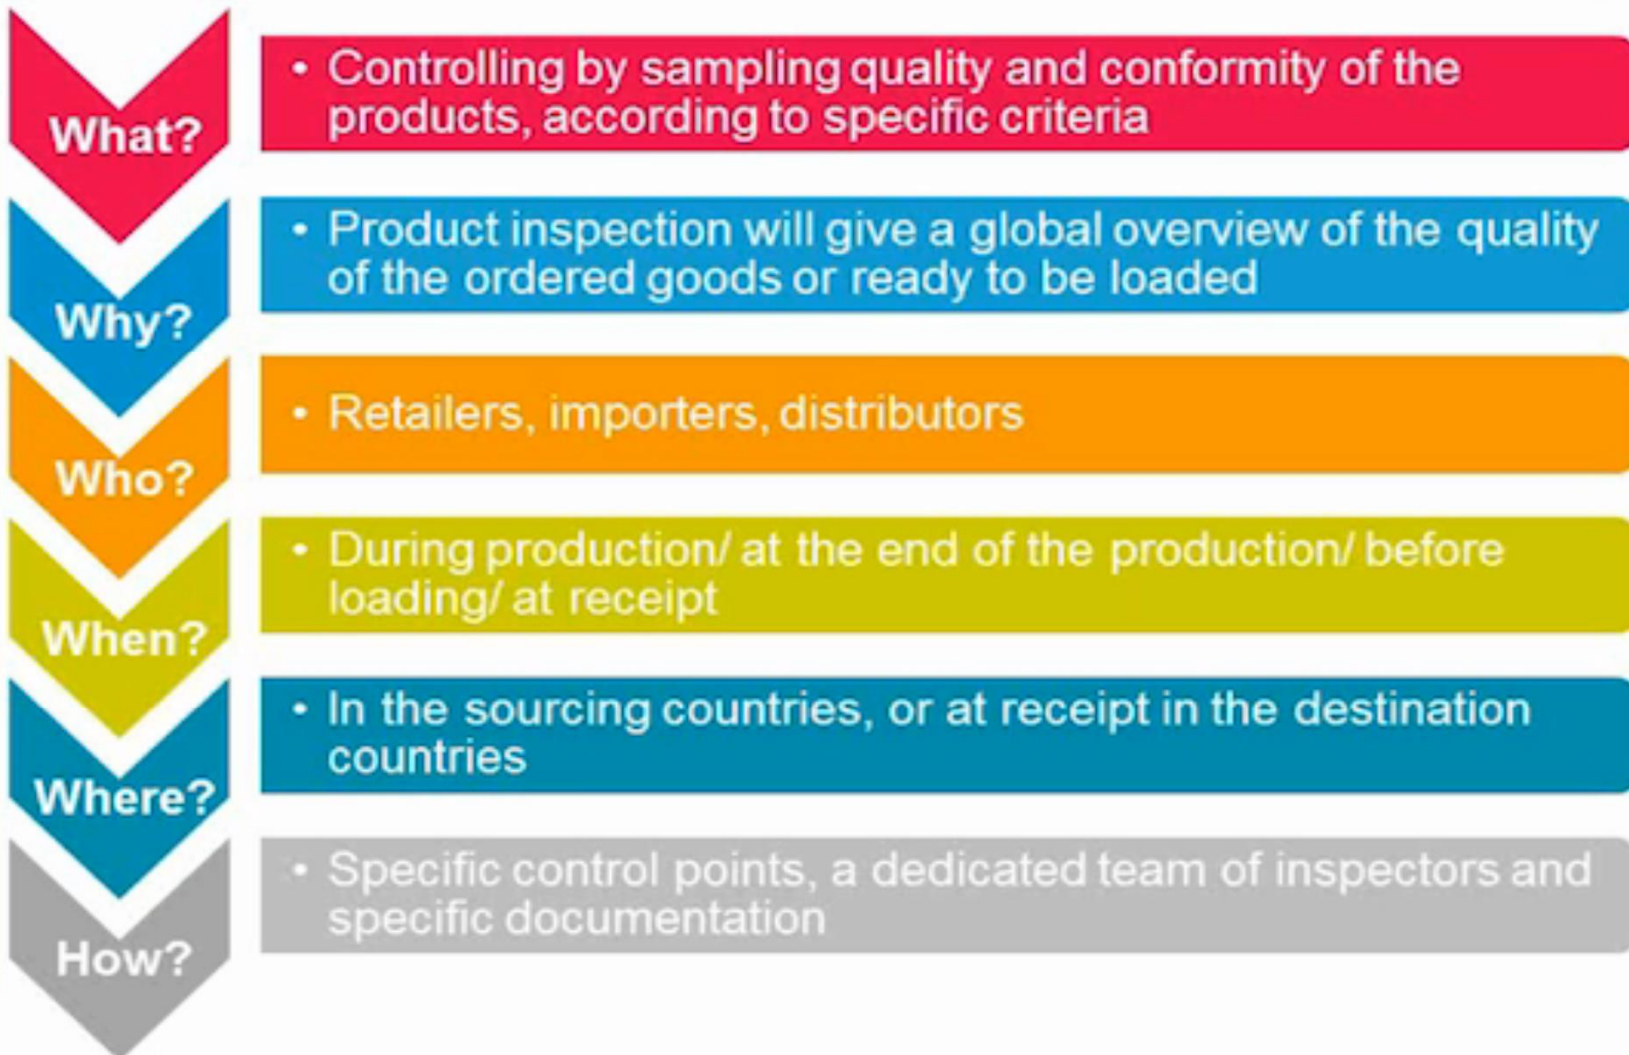 What?
• Controlling by sampling quality and conformity of the
products, according to specific criteria
Why?
• Product inspection will give a global overview of the quality
of the ordered goods or ready to be loaded
Who?
• Retailers, importers, distributors
When?
• During production/ at the end of the production/ before
loading/ at receipt
Where?
• In the sourcing countries, or at receipt in the destination
countries
How?
• Specific control points, a dedicated team of inspectors and
specific documentation